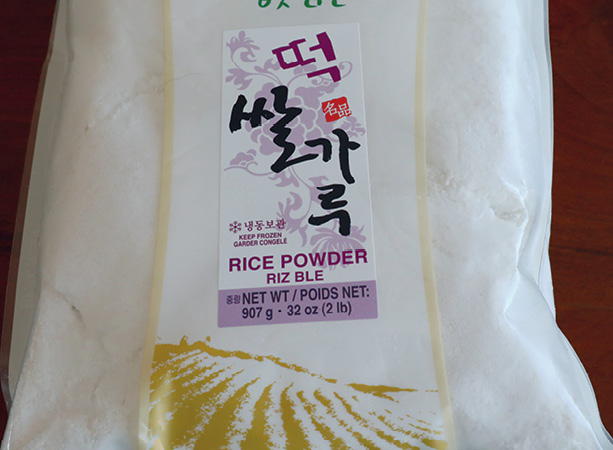 떡
쌀가루
名品
냉동보관
KEEP FROZEN
GARDER CONGELÉ
RICE POWDER
RIZ BLE
중량 NET WT / POIDS NET:
907 g - 32 oz (2 lb)